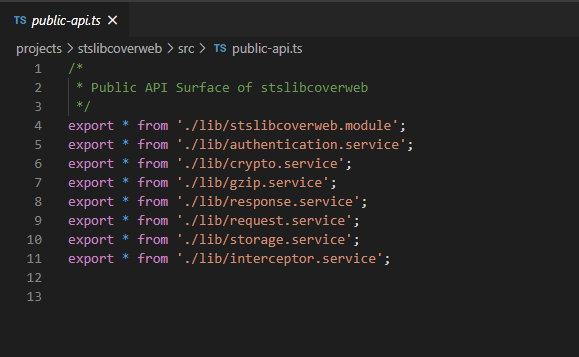 TS public-api.ts ×
projects > stslibcoverweb > src > TS public-api.ts
1 /*
2 * Public API Surface of stslibcoverweb
3 */
4 export * from './lib/stslibcoverweb.module';
5 export * from './lib/authentication.service';
6 export * from './lib/crypto.service';
7 export * from './lib/gzip.service';
8 export * from './lib/response.service';
9 export * from './lib/request.service';
10 export * from './lib/storage.service';
11 export * from './lib/interceptor.service';
12
13